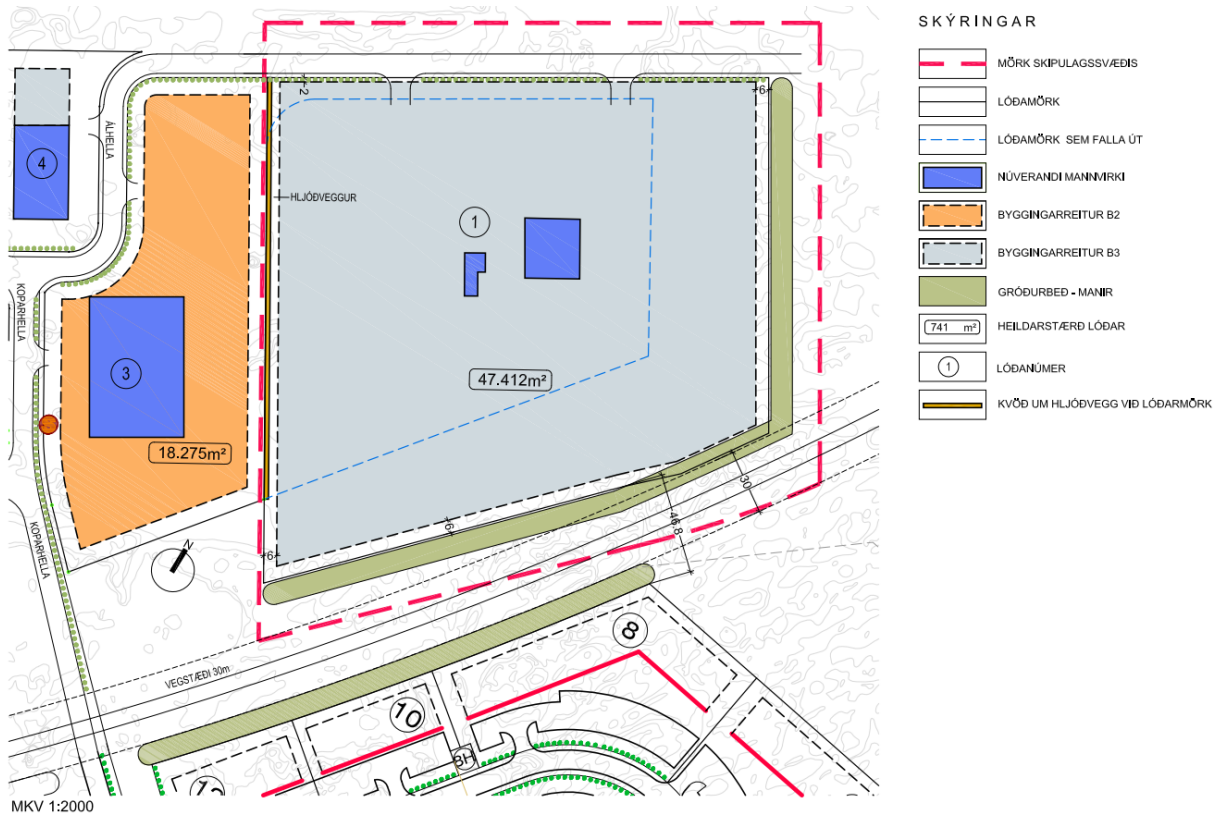 SKÝRINGAR
MÖRK SKIPULAGSSVÆÐIS
LÓÐAMÖRK
LÓÐAMÖRK SEM FALLA ÚT
NÚVERANDI MANNVIRKI
BYGGINGARREITUR B2
BYGGINGARREITUR B3
GRÓÐURBEÐ - MANIR
741 m²
HEILDARSTÆRÐ LÓÐAR
1
LÓÐANÚMER
KVÖÐ UM HLJÓÐVEGG VIÐ LÓÐARMÖRK
2
6
4
ÁLHELLA
HLJÓÐVEGGUR
1
KOPARHELLA
3
47.412m²
18.275m²
30
46.8
6
6
KOPARHELLA
N
VEGSTÆÐI 30m
8
10
BH
12
MKV 1:2000